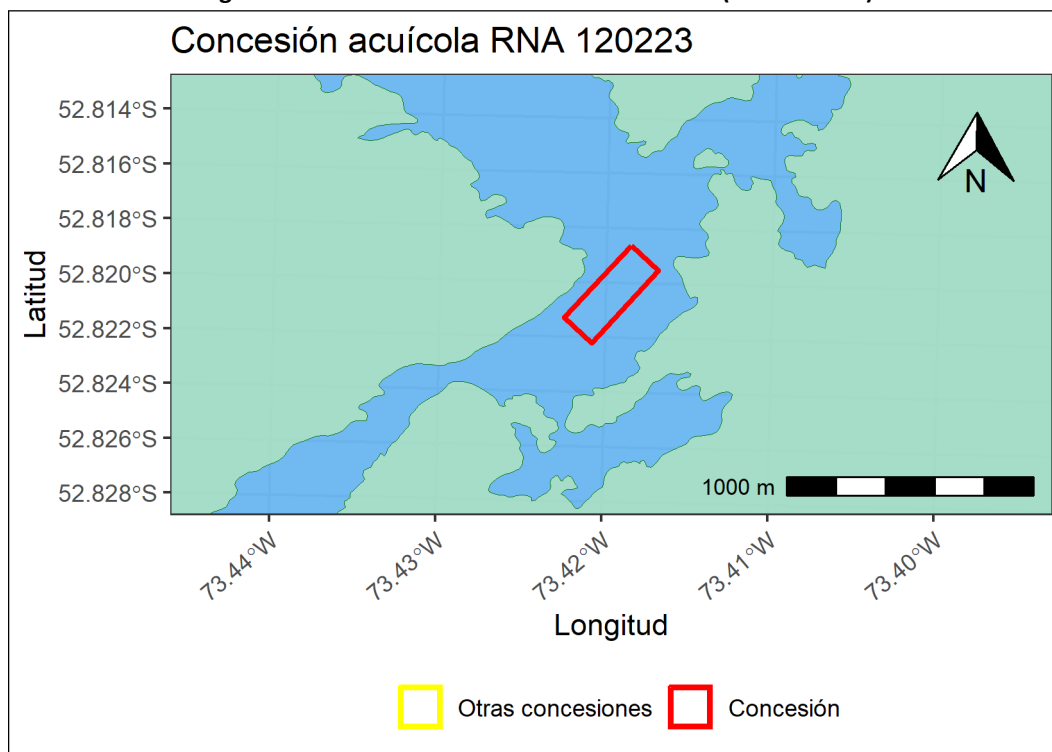 Concesión acuícola RNA 120223
52.814°S
52.816°S
52.818°S
52.820°S
52.822°S
52.824°S
52.826°S
52.828°S
Latitud
N
1000 m
73.44°W
73.43°W
73.42°W
73.41°W
73.40°W
Longitud
Otras concesiones
Concesión